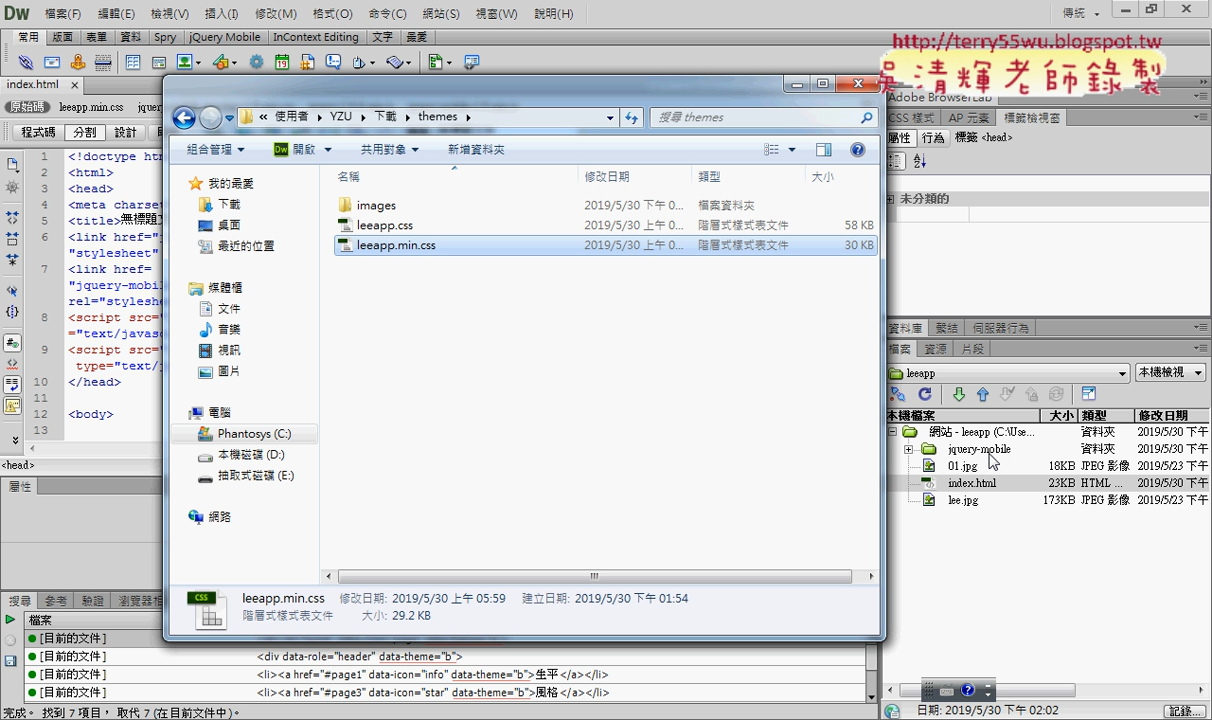 Dw 檔案(F) 編輯(E) 檢視(V) 插入(I) 修改(M) 格式(O) 命令(C) 網站(S) 視窗(W) 說明(H) 傳統
常用 版面 表單 資料 Spry jQuery Mobile InContext Editing 文字 最愛
http://terry55wu.blogspot.tw
吳清輝老師錄製
index.html
Adobe BrowserLab
原始碼 leeapp.min.css
程式碼 分割 設計
« 使用者 YZU 下載 themes
搜尋 themes
CSS 樣式 AP 元素 標籤檢視器
屬性 行為 標籤 <head>
組合管理 Dw 開啟 共用對象 新增資料夾
名稱 修改日期 類型 大小
我的最愛
下載
桌面
最近的位置
媒體櫃
文件
音樂
視訊
圖片
電腦
Phantosys (C:)
本機磁碟 (D:)
抽取式磁碟 (E:)
網路
images 2019/5/30 下午 0... 檔案資料夾
leeapp.css 2019/5/30 上午 0... 階層式樣式表文件 58 KB
leeapp.min.css 2019/5/30 上午 0... 階層式樣式表文件 30 KB
1 <!doctype
2 <html>
3 <head>
4 <meta
5 <title>無標題
6 <link href=
"stylesheet"
7 <link href=
"jquery-mobil
rel="stylesh
8 <script src=
="text/javas
9 <script src=
type="text/
10 </head>
11
12 <body>
13
<head>
屬性
未分類的
資料庫 繫結 伺服器行為
檔案 資源 片段
leeapp 本機檢視
本機檔案 大小 類型 修改日期
網站 - leeapp (C:\Use... 資料夾 2019/5/30 下午
jquery-mobile 資料夾 2019/5/30 下午
01.jpg 18KB JPEG 影像 2019/5/23 下午
index.html 23KB HTML ... 2019/5/30 下午
lee.jpg 173KB JPEG 影像 2019/5/23 下午
CSS
leeapp.min.css 修改日期: 2019/5/30 上午 05:59 建立日期: 2019/5/30 下午 01:54
階層式樣式表文件 大小: 29.2 KB
搜尋 參考 驗證
檔案
[目前的文件]
[目前的文件] <div data-role="header" data-theme="b">
[目前的文件] <li><a href="#page1" data-icon="info" data-theme="b">生平</a></li>
[目前的文件] <li><a href="#page3" data-icon="star" data-theme="b">風格</a></li>
完成。 找到 7 項目， 取代 7 (在目前文件中)。
日期: 2019/5/30 下午 02:02 記錄...